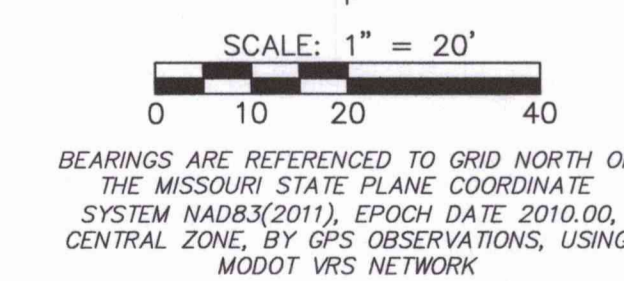 SCALE: 1" = 20'
0 10 20 40
BEARINGS ARE REFERENCED TO GRID NORTH
THE MISSOURI STATE PLANE COORDINATE
SYSTEM NAD83(2011), EPOCH DATE 2010.00,
CENTRAL ZONE, BY GPS OBSERVATIONS, USING
MODOT VRS NETWORK